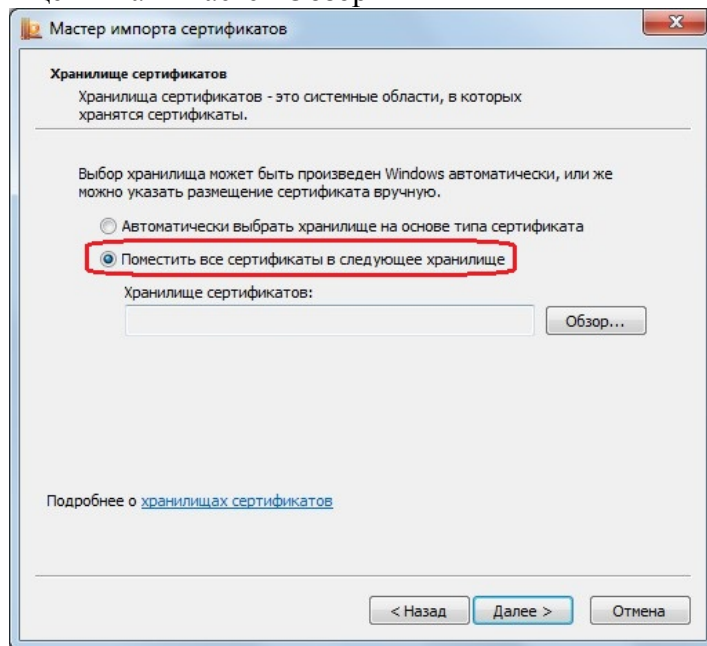 Мастер импорта сертификатов
Хранилище сертификатов
Хранилища сертификатов - это системные области, в которых
хранятся сертификаты.
Выбор хранилища может быть произведен Windows автоматически, или же
можно указать размещение сертификата вручную.
Автоматически выбрать хранилище на основе типа сертификата
Поместить все сертификаты в следующее хранилище
Хранилище сертификатов:
Обзор...
Подробнее о хранилищах сертификатов
< Назад Далее > Отмена